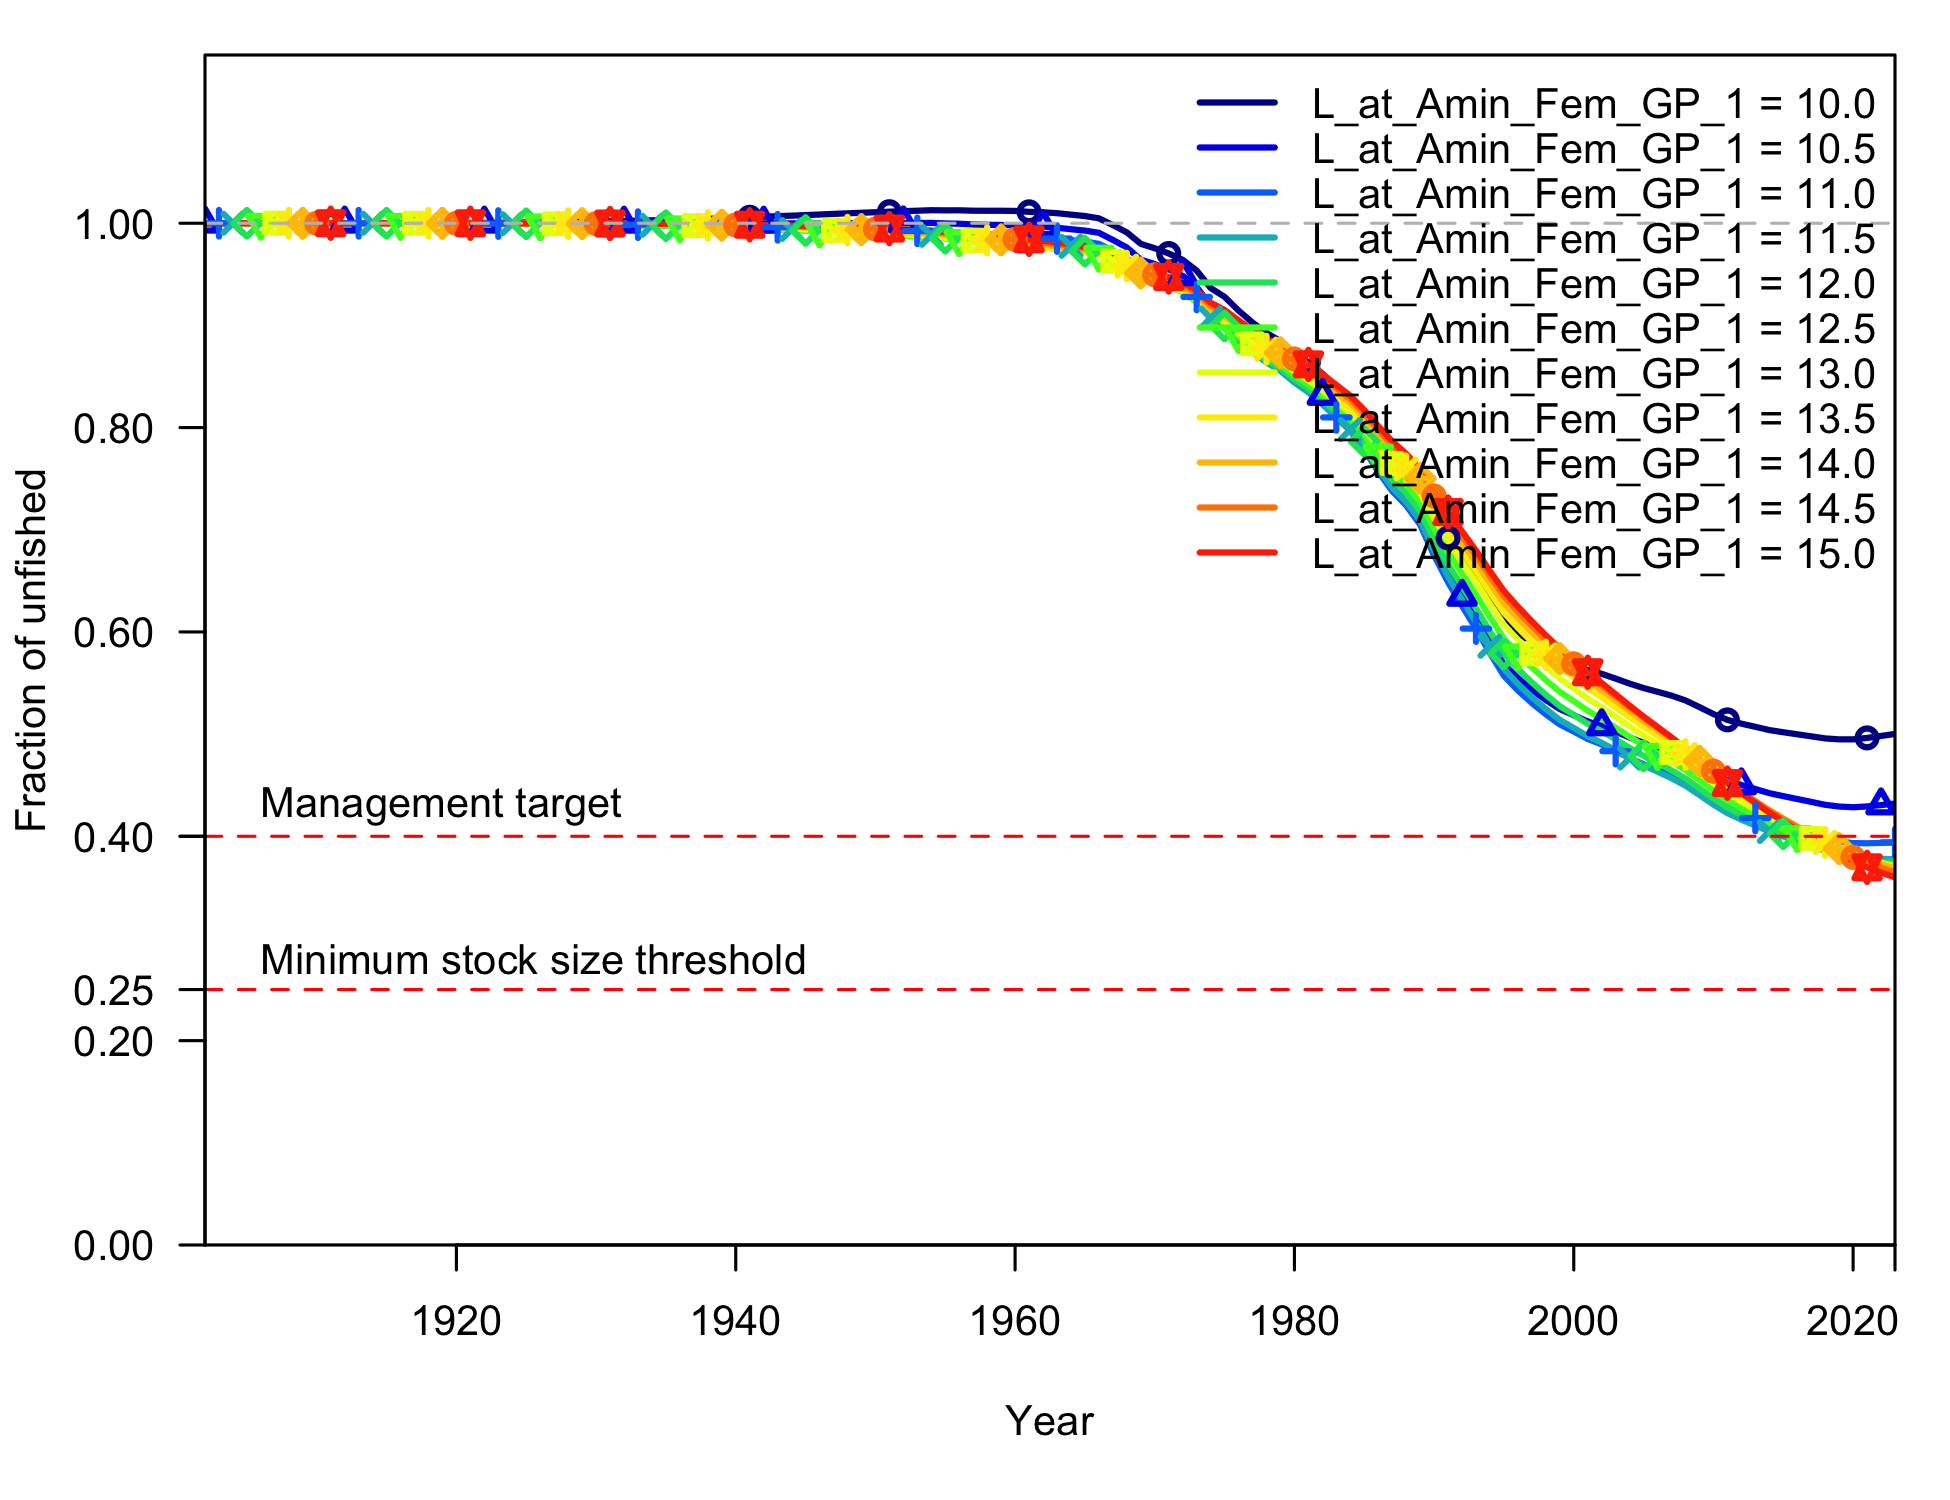 L_at_Amin_Fem_GP_1 = 10.0
L_at_Amin_Fem_GP_1 = 10.5
L_at_Amin_Fem_GP_1 = 11.0
L_at_Amin_Fem_GP_1 = 11.5
L_at_Amin_Fem_GP_1 = 12.0
L_at_Amin_Fem_GP_1 = 12.5
L_at_Amin_Fem_GP_1 = 13.0
L_at_Amin_Fem_GP_1 = 13.5
L_at_Amin_Fem_GP_1 = 14.0
L_at_Amin_Fem_GP_1 = 14.5
L_at_Amin_Fem_GP_1 = 15.0
Fraction of unfished
1.00
0.80
0.60
0.40
0.25
0.20
0.00
Management target
Minimum stock size threshold
1920 1940 1960 1980 2000 2020
Year